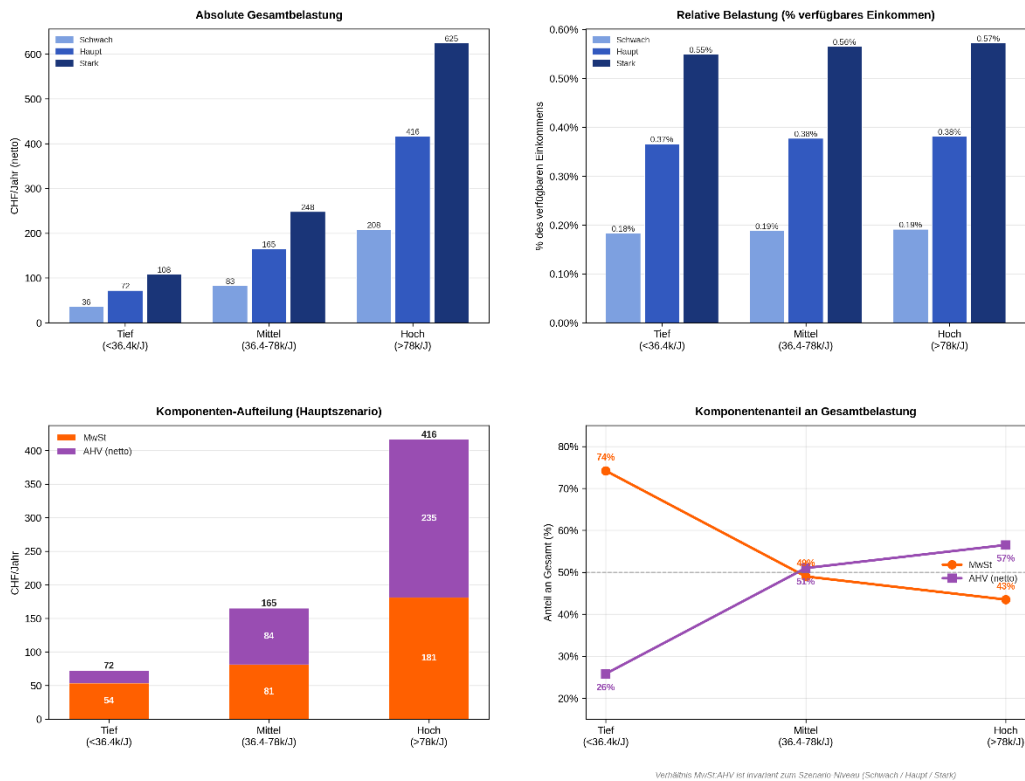 Absolute Gesamtbelastung
Schwach
Haupt
Stark
CHF/Jahr (netto)
600
500
400
300
200
100
0
36
72
108
83
165
248
208
416
625
Tief
(<36.4k/J)
Mittel
(36.4-78k/J)
Hoch
(>78k/J)
Relative Belastung (% verfügbares Einkommen)
Schwach
Haupt
Stark
% des verfügbaren Einkommens
0.60%
0.50%
0.40%
0.30%
0.20%
0.10%
0.00%
0.18%
0.37%
0.55%
0.19%
0.38%
0.56%
0.19%
0.38%
0.57%
Tief
(<36.4k/J)
Mittel
(36.4-78k/J)
Hoch
(>78k/J)
Komponenten-Aufteilung (Hauptszenario)
MwSt
AHV (netto)
CHF/Jahr
400
350
300
250
200
150
100
50
0
72
54
165
84
81
416
235
181
Tief
(<36.4k/J)
Mittel
(36.4-78k/J)
Hoch
(>78k/J)
Komponentenanteil an Gesamtbelastung
Anteil an Gesamt (%)
80%
70%
60%
50%
40%
30%
20%
74%
26%
49%
51%
57%
43%
MwSt
AHV (netto)
Tief
(<36.4k/J)
Mittel
(36.4-78k/J)
Hoch
(>78k/J)
Verhältnis MwSt:AHV ist invariant zum Szenario Niveau (Schwach / Haupt / Stark)